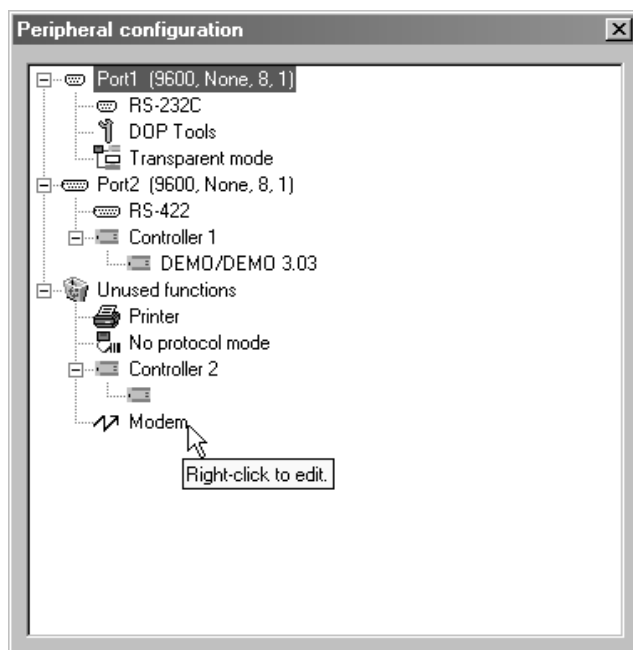 Peripheral configuration
Port1 (9600, None, 8, 1)
RS-232C
DOP Tools
Transparent mode
Port2 (9600, None, 8, 1)
RS-422
Controller 1
DEMO/DEMO 3.03
Unused functions
Printer
No protocol mode
Controller 2
Modem
Right-click to edit.